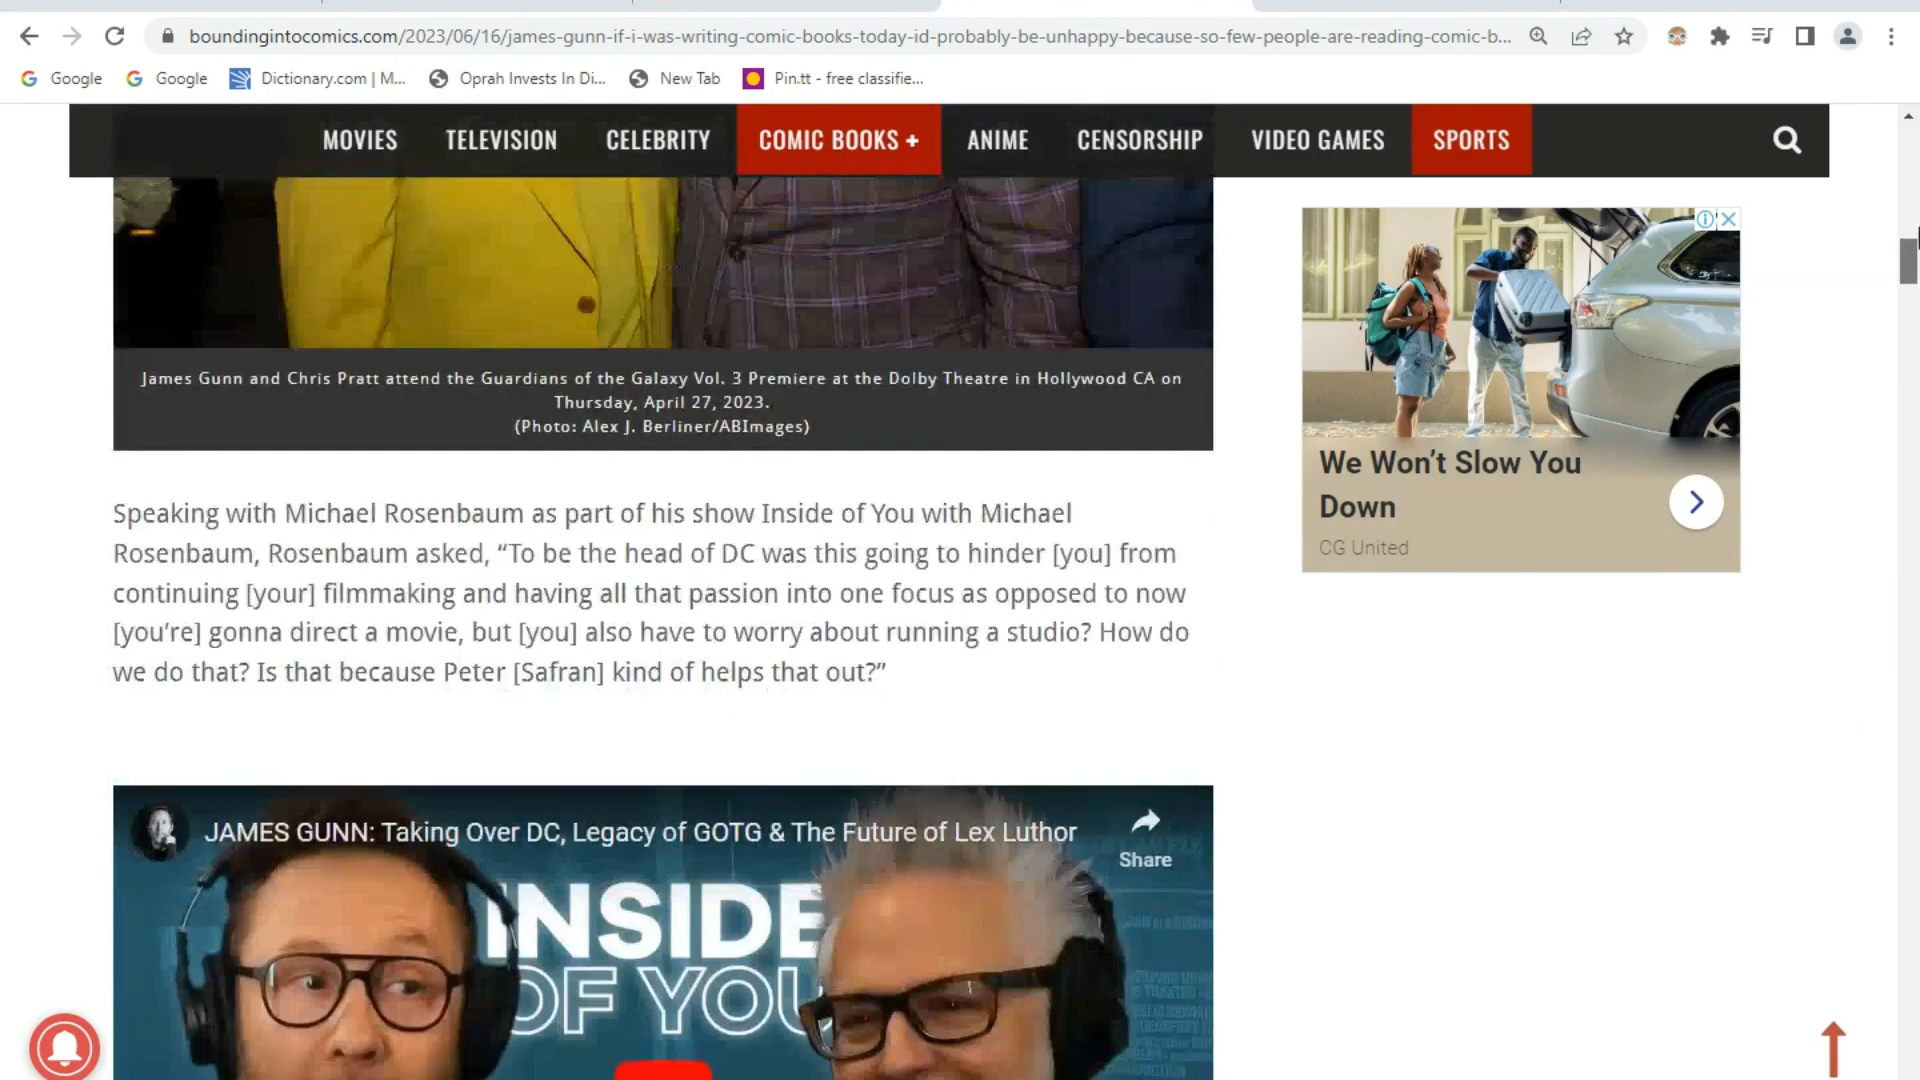 boundingintocomics.com/2023/06/16/james-gunn-if-i-was-writing-comic-books-today-id-probably-be-unhappy-because-so-few-people-are-reading-comic-b...
Google
Google
Dictionary.com | M...
Oprah Invests In Di...
New Tab
Pin.tt - free classifie...
MOVIES
TELEVISION
CELEBRITY
COMIC BOOKS +
ANIME
CENSORSHIP
VIDEO GAMES
SPORTS
James Gunn and Chris Pratt attend the Guardians of the Galaxy Vol. 3 Premiere at the Dolby Theatre in Hollywood CA on
Thursday, April 27, 2023.
(Photo: Alex J. Berliner/ABImages)
We Won't Slow You
Down
CG United
Speaking with Michael Rosenbaum as part of his show Inside of You with Michael
Rosenbaum, Rosenbaum asked, “To be the head of DC was this going to hinder [you] from
continuing [your] filmmaking and having all that passion into one focus as opposed to now
[you’re] gonna direct a movie, but [you] also have to worry about running a studio? How do
we do that? Is that because Peter [Safran] kind of helps that out?”
JAMES GUNN: Taking Over DC, Legacy of GOTG & The Future of Lex Luthor
Share
INSIDE
OF YOU